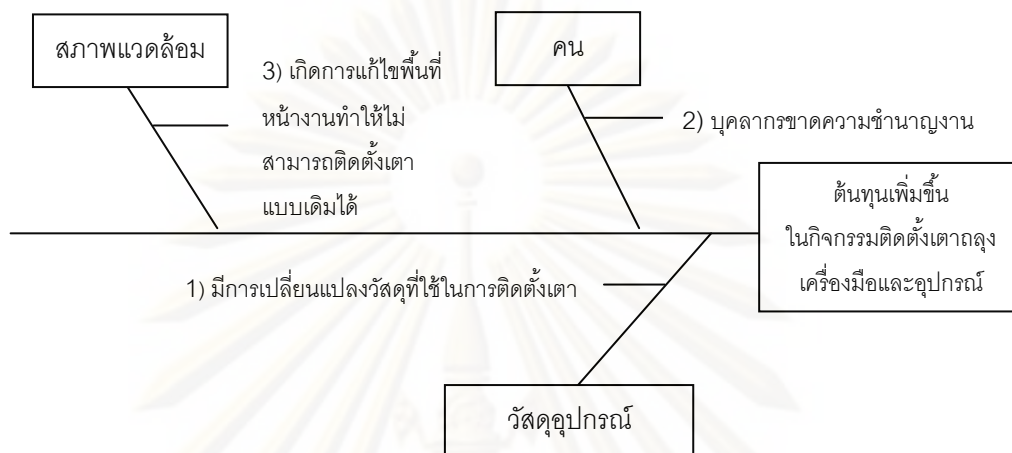 สภาพแวดล้อม
คน
3) เกิดการแก้ไขพื้นที่
หน้างานทำให้ไม่
สามารถติดตั้งเตา
แบบเดิมได้
2) บุคลากรขาดความชำนาญงาน
ต้นทุนเพิ่มขึ้น
ในกิจกรรมติดตั้งเตาถลุง
เครื่องมือและอุปกรณ์
1) มีการเปลี่ยนแปลงวัสดุที่ใช้ในการติดตั้งเตา
วัสดุอุปกรณ์